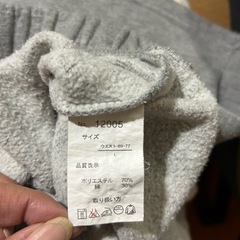 No. 12005
サイズ
ウエスト 69-77
L
品質表示
ポリエステル 70%
綿 30%
取り扱い方